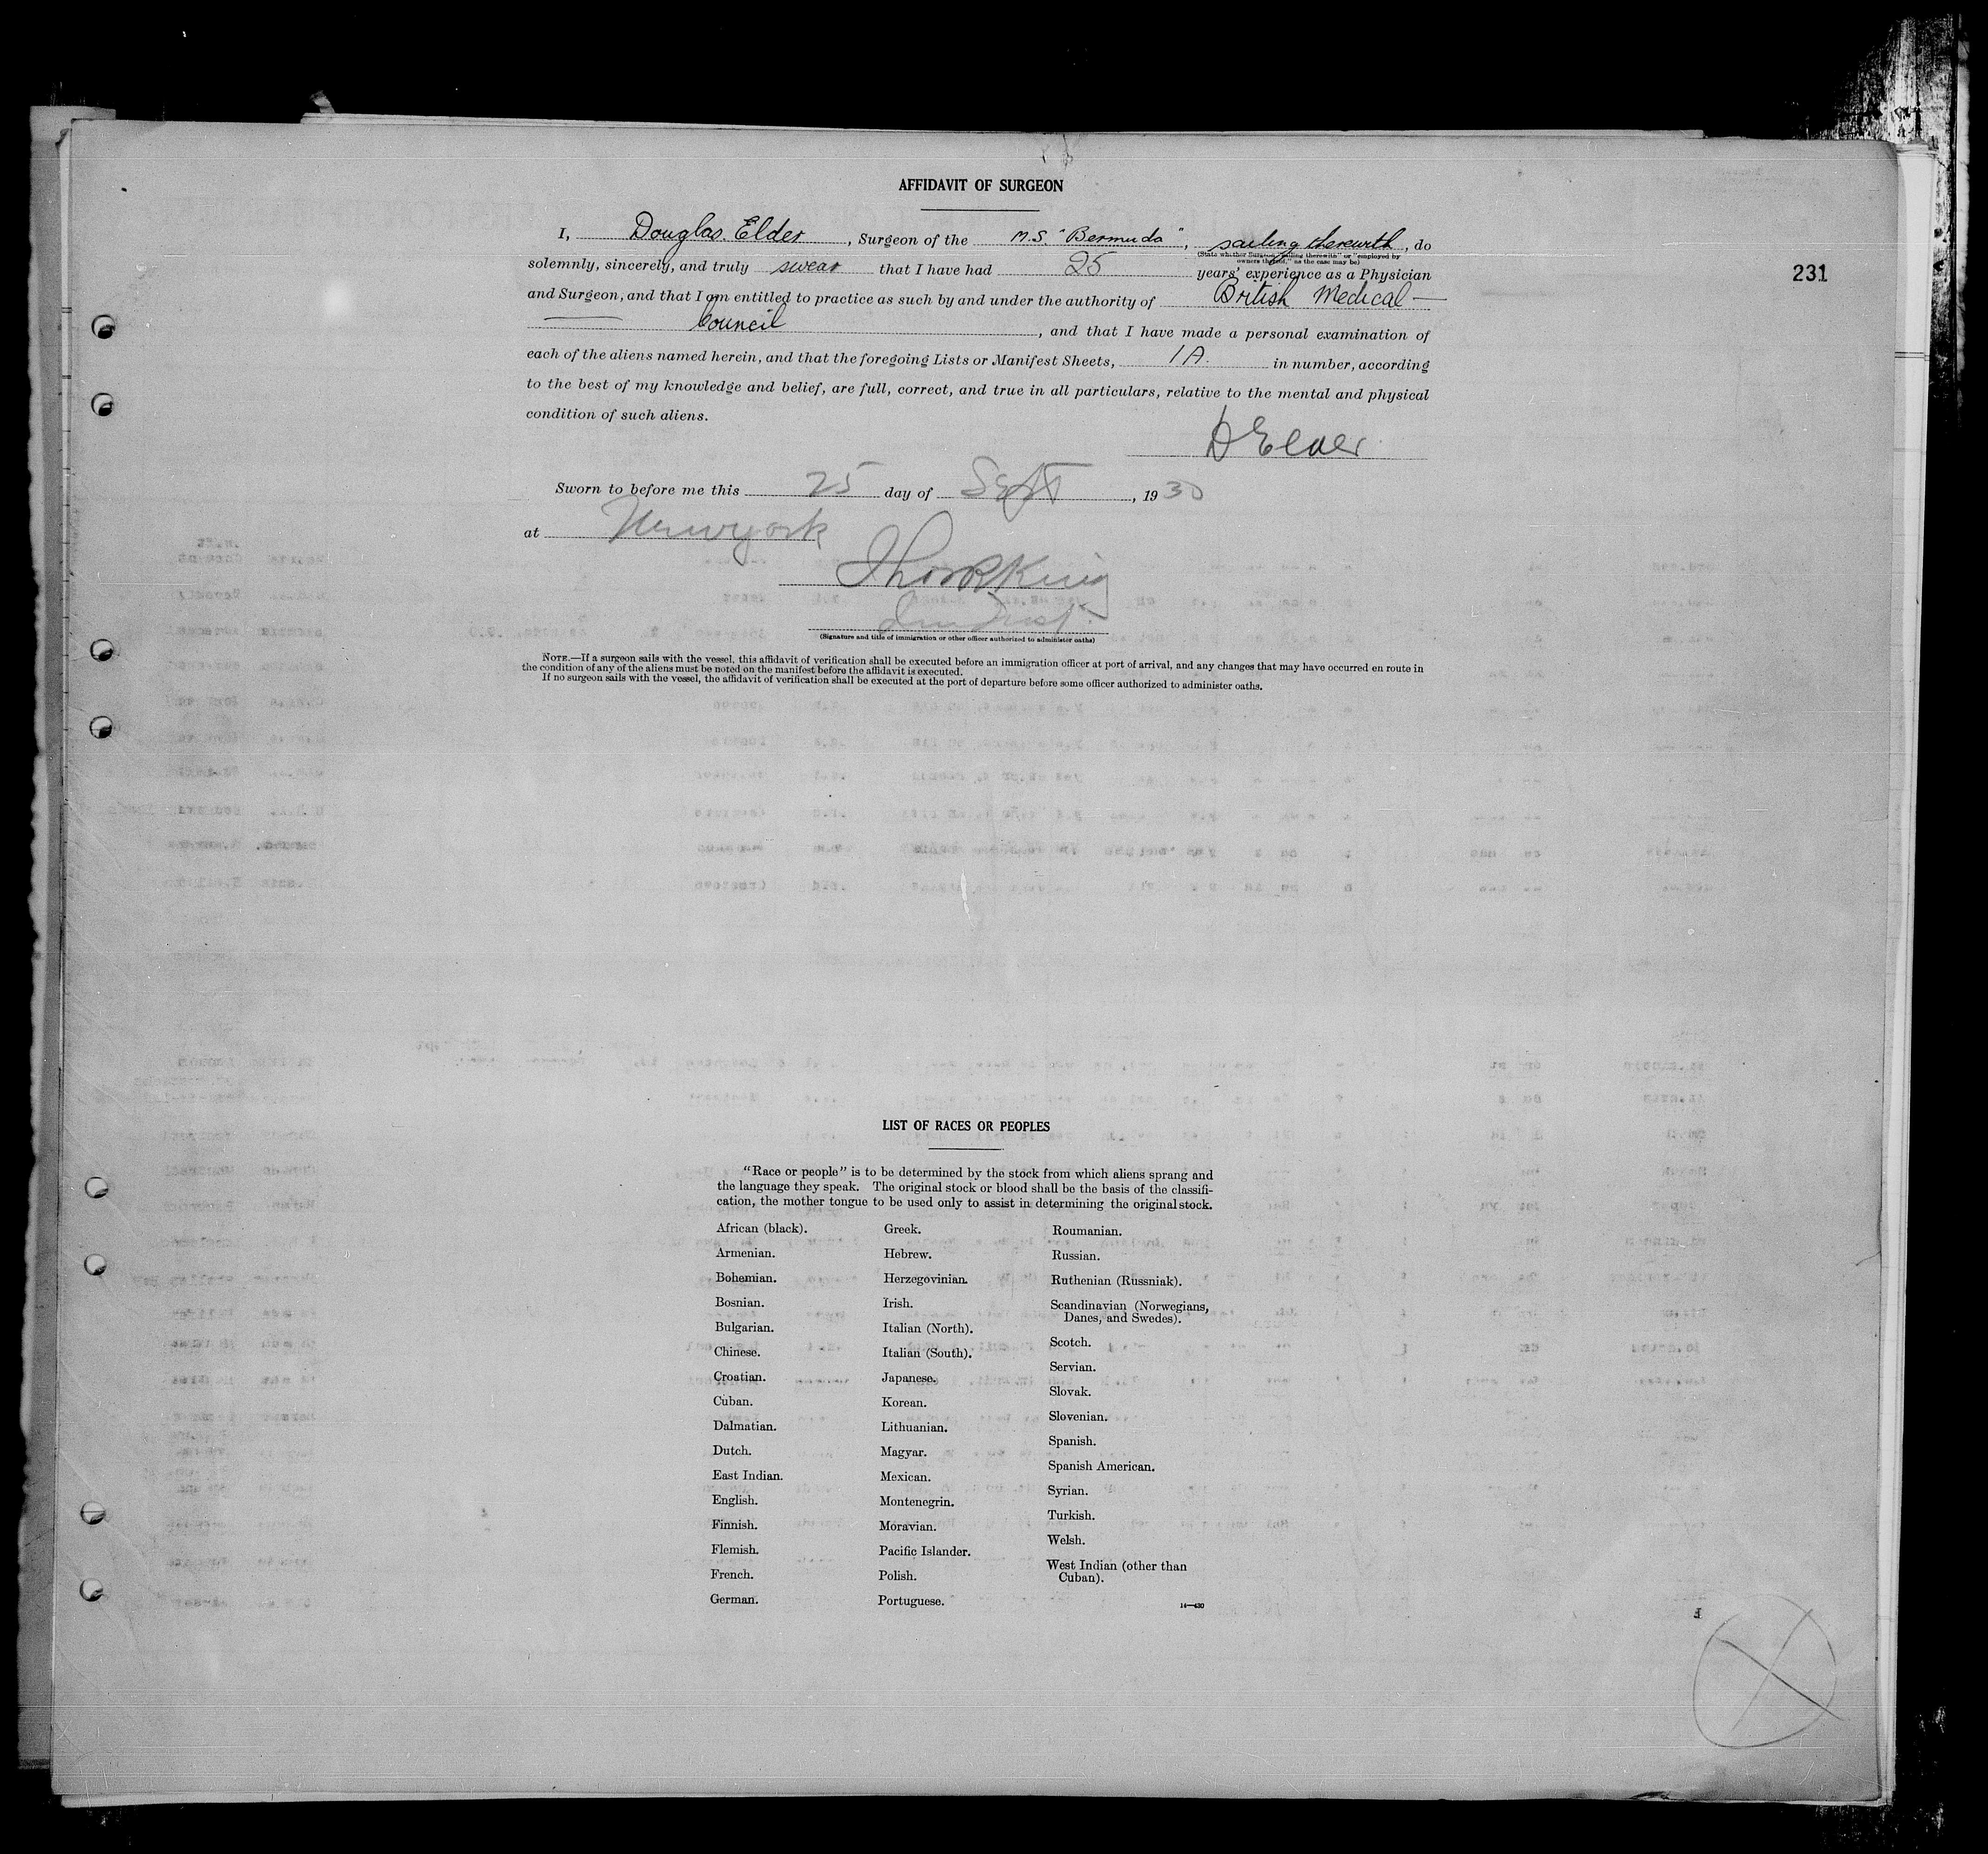 AFFIDAVIT OF SURGEON
I, Douglas. Elder, Surgeon of the M.S. "Bermuda", sailing therewith, do
(State whether Surgeon "sailing therewith" or "employed by
owners thereof," as the case may be)
solemnly, sincerely, and truly swear that I have had 25 years' experience as a Physician
231
and Surgeon, and that I am entitled to practice as such by and under the authority of British Medical —
Council, and that I have made a personal examination of
each of the aliens named herein, and that the foregoing Lists or Manifest Sheets, 1A. in number, according
to the best of my knowledge and belief, are full, correct, and true in all particulars, relative to the mental and physical
condition of such aliens.
D Elder
Sworn to before me this 25 day of Sept, 1930
at New york
King
(Signature and title of immigration or other officer authorized to administer oaths)
NOTE.—If a surgeon sails with the vessel, this affidavit of verification shall be executed before an immigration officer at port of arrival, and any changes that may have occurred en route in
the condition of any of the aliens must be noted on the manifest before the affidavit is executed.
If no surgeon sails with the vessel, the affidavit of verification shall be executed at the port of departure before some officer authorized to administer oaths.
LIST OF RACES OR PEOPLES
"Race or people" is to be determined by the stock from which aliens sprang and
the language they speak. The original stock or blood shall be the basis of the classifi-
cation, the mother tongue to be used only to assist in determining the original stock.
African (black).
Armenian.
Bohemian.
Bosnian.
Bulgarian.
Chinese.
Croatian.
Cuban.
Dalmatian.
Dutch.
East Indian.
English.
Finnish.
Flemish.
French.
German.
Greek.
Hebrew.
Herzegovinian.
Irish.
Italian (North).
Italian (South).
Japanese.
Korean.
Lithuanian.
Magyar.
Mexican.
Montenegrin.
Moravian.
Pacific Islander.
Polish.
Portuguese.
Roumanian.
Russian.
Ruthenian (Russniak).
Scandinavian (Norwegians,
Danes, and Swedes).
Scotch.
Servian.
Slovak.
Slovenian.
Spanish.
Spanish American.
Syrian.
Turkish.
Welsh.
West Indian (other than
Cuban).
14—430